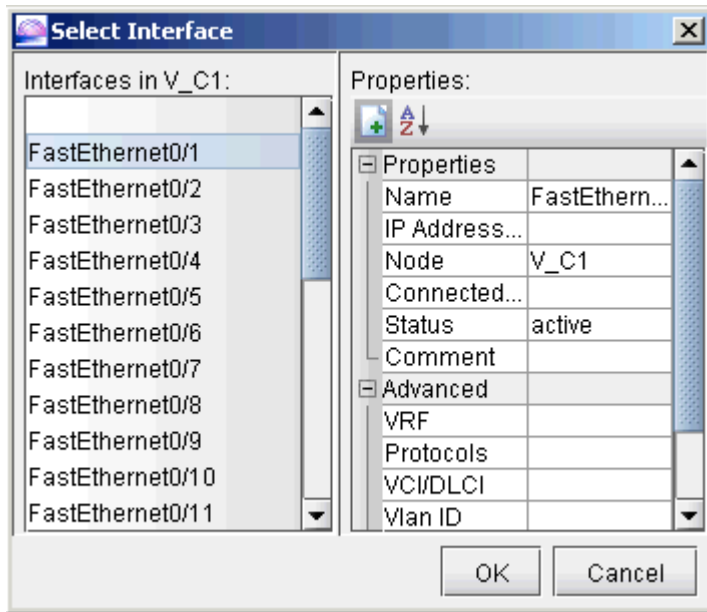 Select Interface
Interfaces in V_C1:
FastEthernet0/1
FastEthernet0/2
FastEthernet0/3
FastEthernet0/4
FastEthernet0/5
FastEthernet0/6
FastEthernet0/7
FastEthernet0/8
FastEthernet0/9
FastEthernet0/10
FastEthernet0/11
Properties:
A Z
Properties
Name FastEthern...
IP Address...
Node V_C1
Connected...
Status active
Comment
Advanced
VRF
Protocols
VCI/DLCI
Vlan ID
OK Cancel